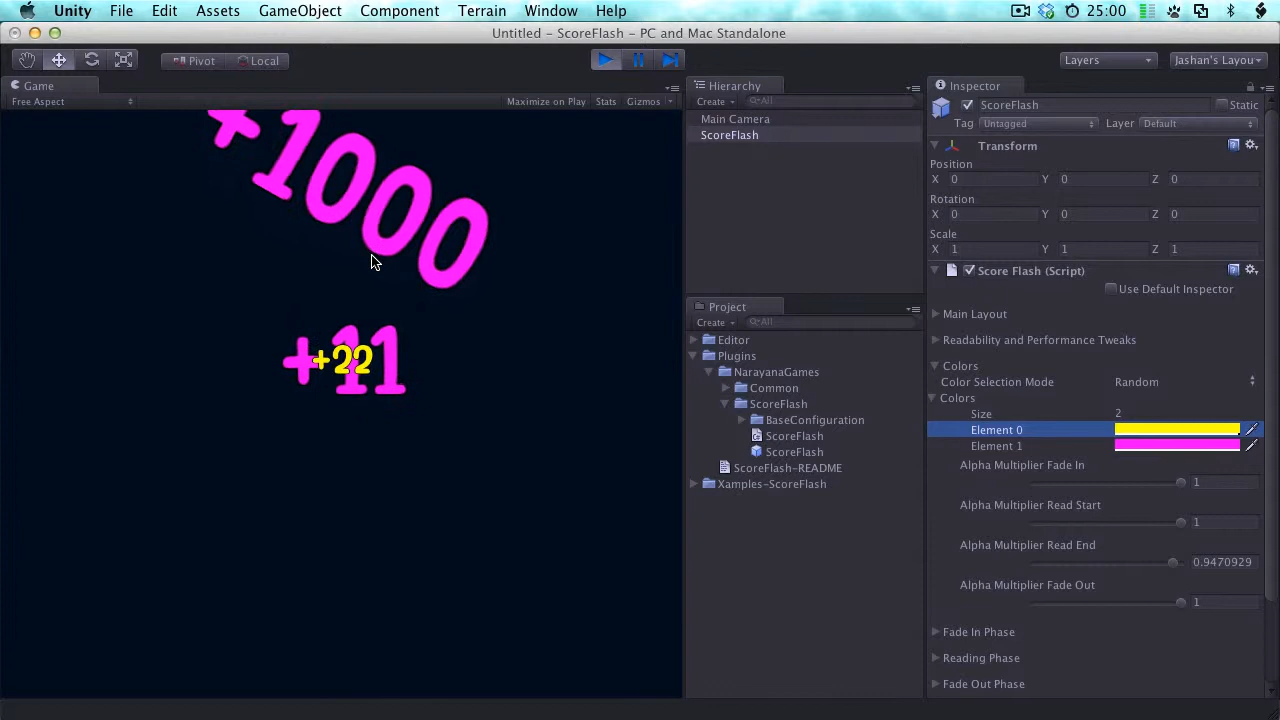 Unity File Edit Assets GameObject Component Terrain Window Help 25:00
Untitled - ScoreFlash - PC and Mac Standalone
Pivot Local Layers Jashan's Layou
Game
Free Aspect Maximize on Play Stats Gizmos
+1000
+11
+22
Hierarchy
Create All
Main Camera
ScoreFlash
Project
Create All
Editor
Plugins
NarayanaGames
Common
ScoreFlash
BaseConfiguration
ScoreFlash
ScoreFlash
ScoreFlash-README
Xamples-ScoreFlash
Inspector
ScoreFlash Static
Tag Untagged Layer Default
Transform
Position
X 0 Y 0 Z 0
Rotation
X 0 Y 0 Z 0
Scale
X 1 Y 1 Z 1
Score Flash (Script)
Use Default Inspector
Main Layout
Readability and Performance Tweaks
Colors
Color Selection Mode Random
Colors
Size 2
Element 0
Element 1
Alpha Multiplier Fade In
1
Alpha Multiplier Read Start
1
Alpha Multiplier Read End
0.9470929
Alpha Multiplier Fade Out
1
Fade In Phase
Reading Phase
Fade Out Phase